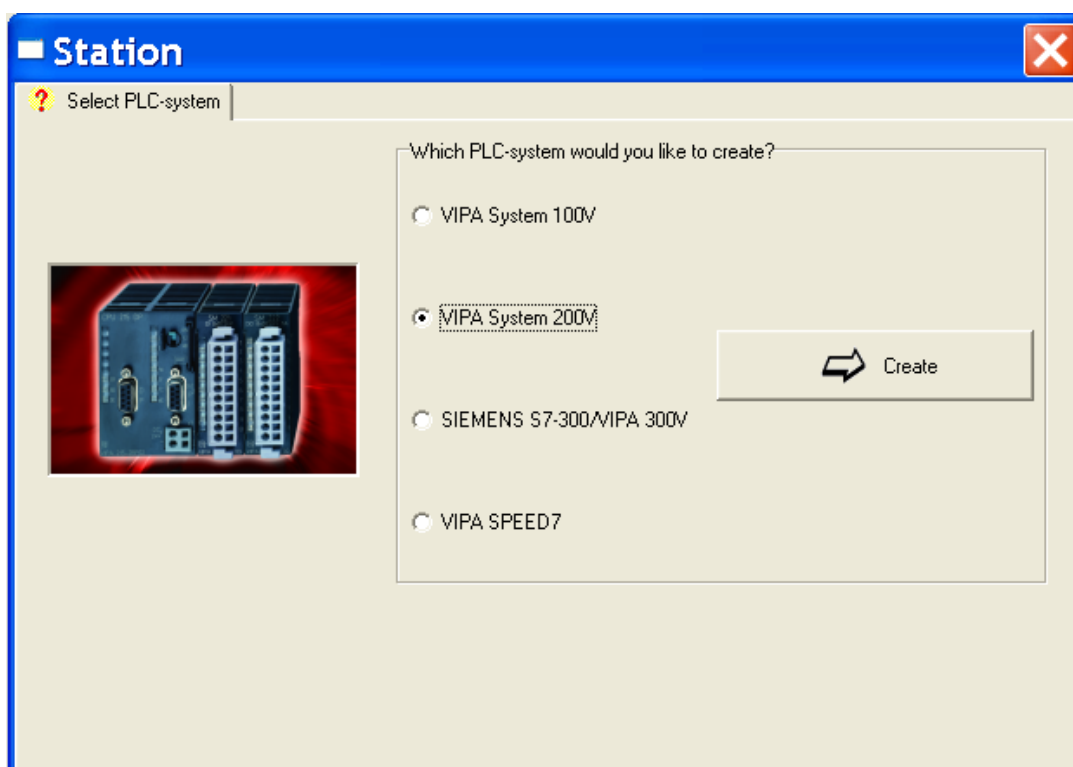 Station
Select PLC-system
Which PLC-system would you like to create?
VIPA System 100V
VIPA System 200V
SIEMENS S7-300/VIPA 300V
VIPA SPEED7
Create